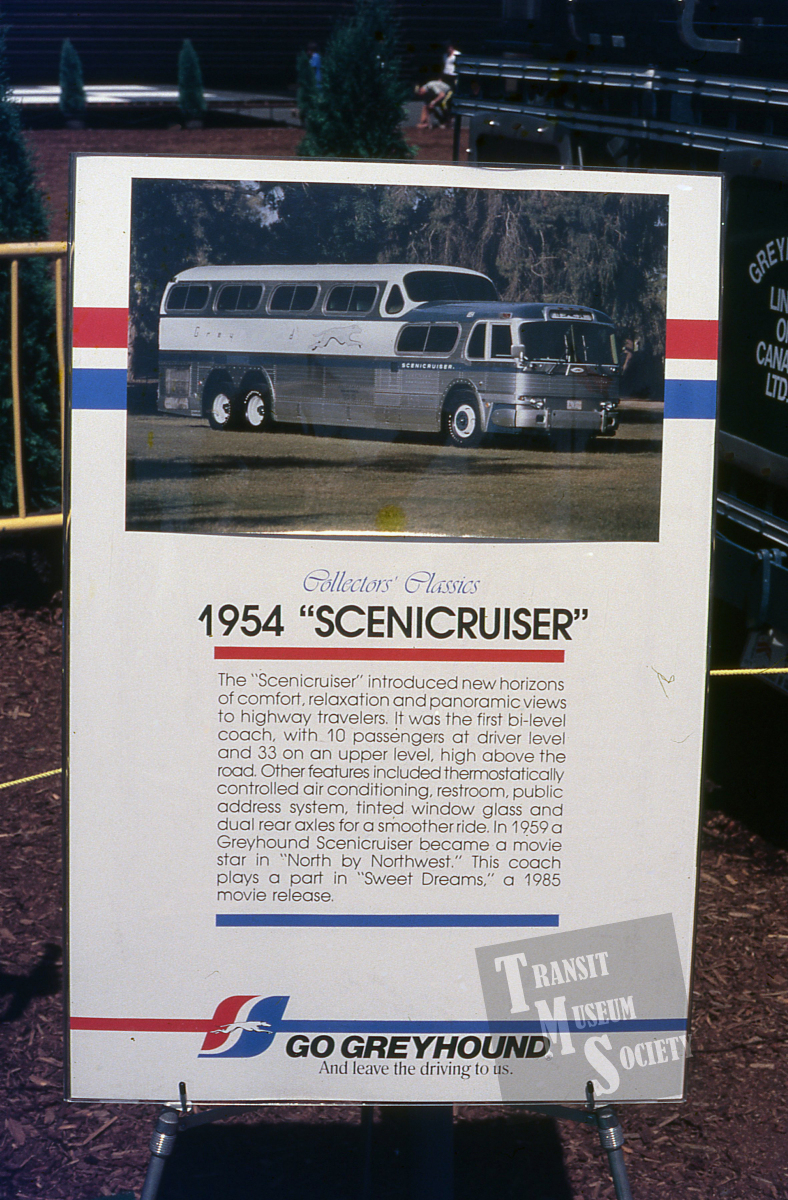 Grey d
SCENICRUISER.
GREY
LIN
O
CANA
LTD.
Collectors' Classics
1954 "SCENICRUISER"
The "Scenicruiser" introduced new horizons
of comfort, relaxation and panoramic views
to highway travelers. It was the first bi-level
coach, with 10 passengers at driver level
and 33 on an upper level, high above the
road. Other features included thermostatically
controlled air conditioning, restroom, public
address system, tinted window glass and
dual rear axles for a smoother ride. In 1959 a
Greyhound Scenicruiser became a movie
star in "North by Northwest." This coach
plays a part in "Sweet Dreams," a 1985
movie release.
TRANSIT
MUSEUM
SOCIETY
GO GREYHOUND
And leave the driving to us.